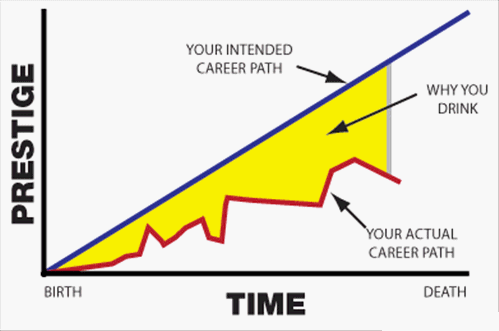 YOUR INTENDED
CAREER PATH
WHY YOU
DRINK
PRESTIGE
YOUR ACTUAL
CAREER PATH
BIRTH
TIME
DEATH